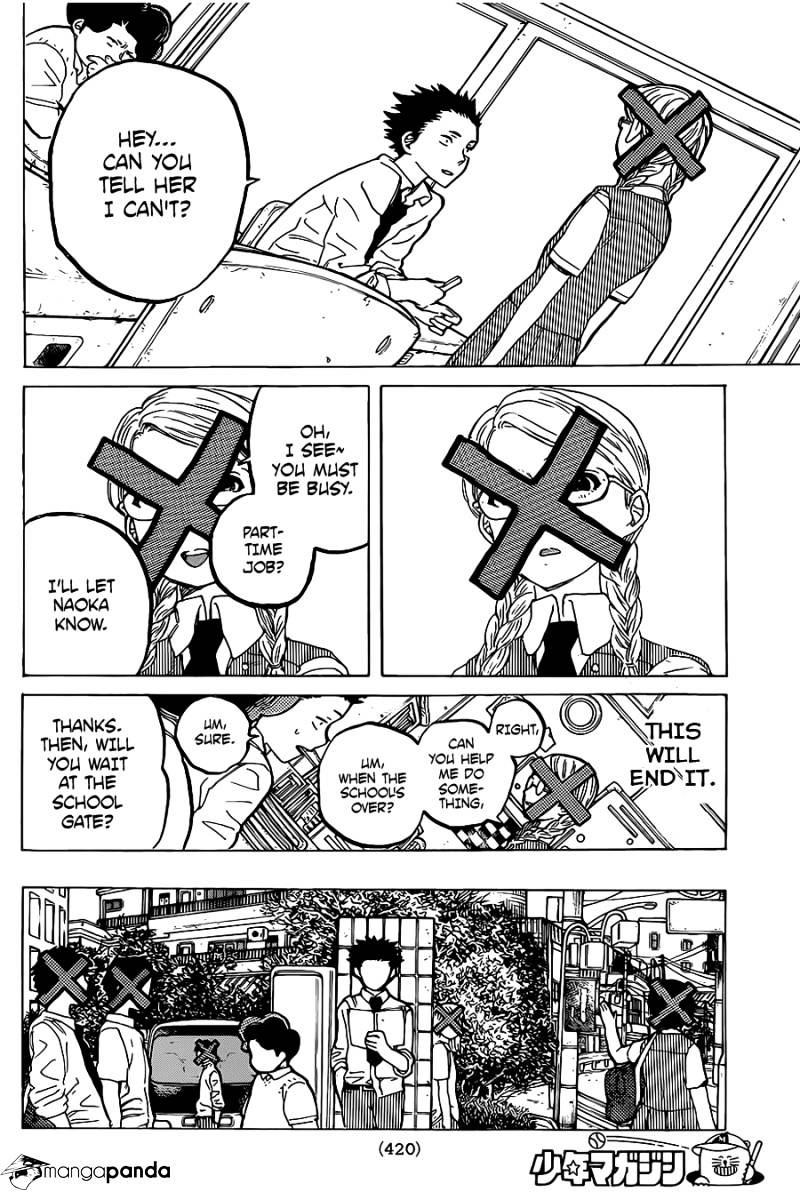 HEY...
CAN YOU
TELL HER
I CAN'T?
OH,
I SEE~
YOU MUST
BE BUSY.
PART-
TIME
JOB?
I'LL LET
NAOKA
KNOW.
THIS
WILL
END IT.
RIGHT,
CAN
YOU HELP
ME DO
SOME-
THING,
UM,
WHEN THE
SCHOOL'S
OVER?
UM,
SURE.
THANKS.
THEN, WILL
YOU WAIT
AT THE
SCHOOL
GATE?
(420)
mangapanda
少年マガジン
M